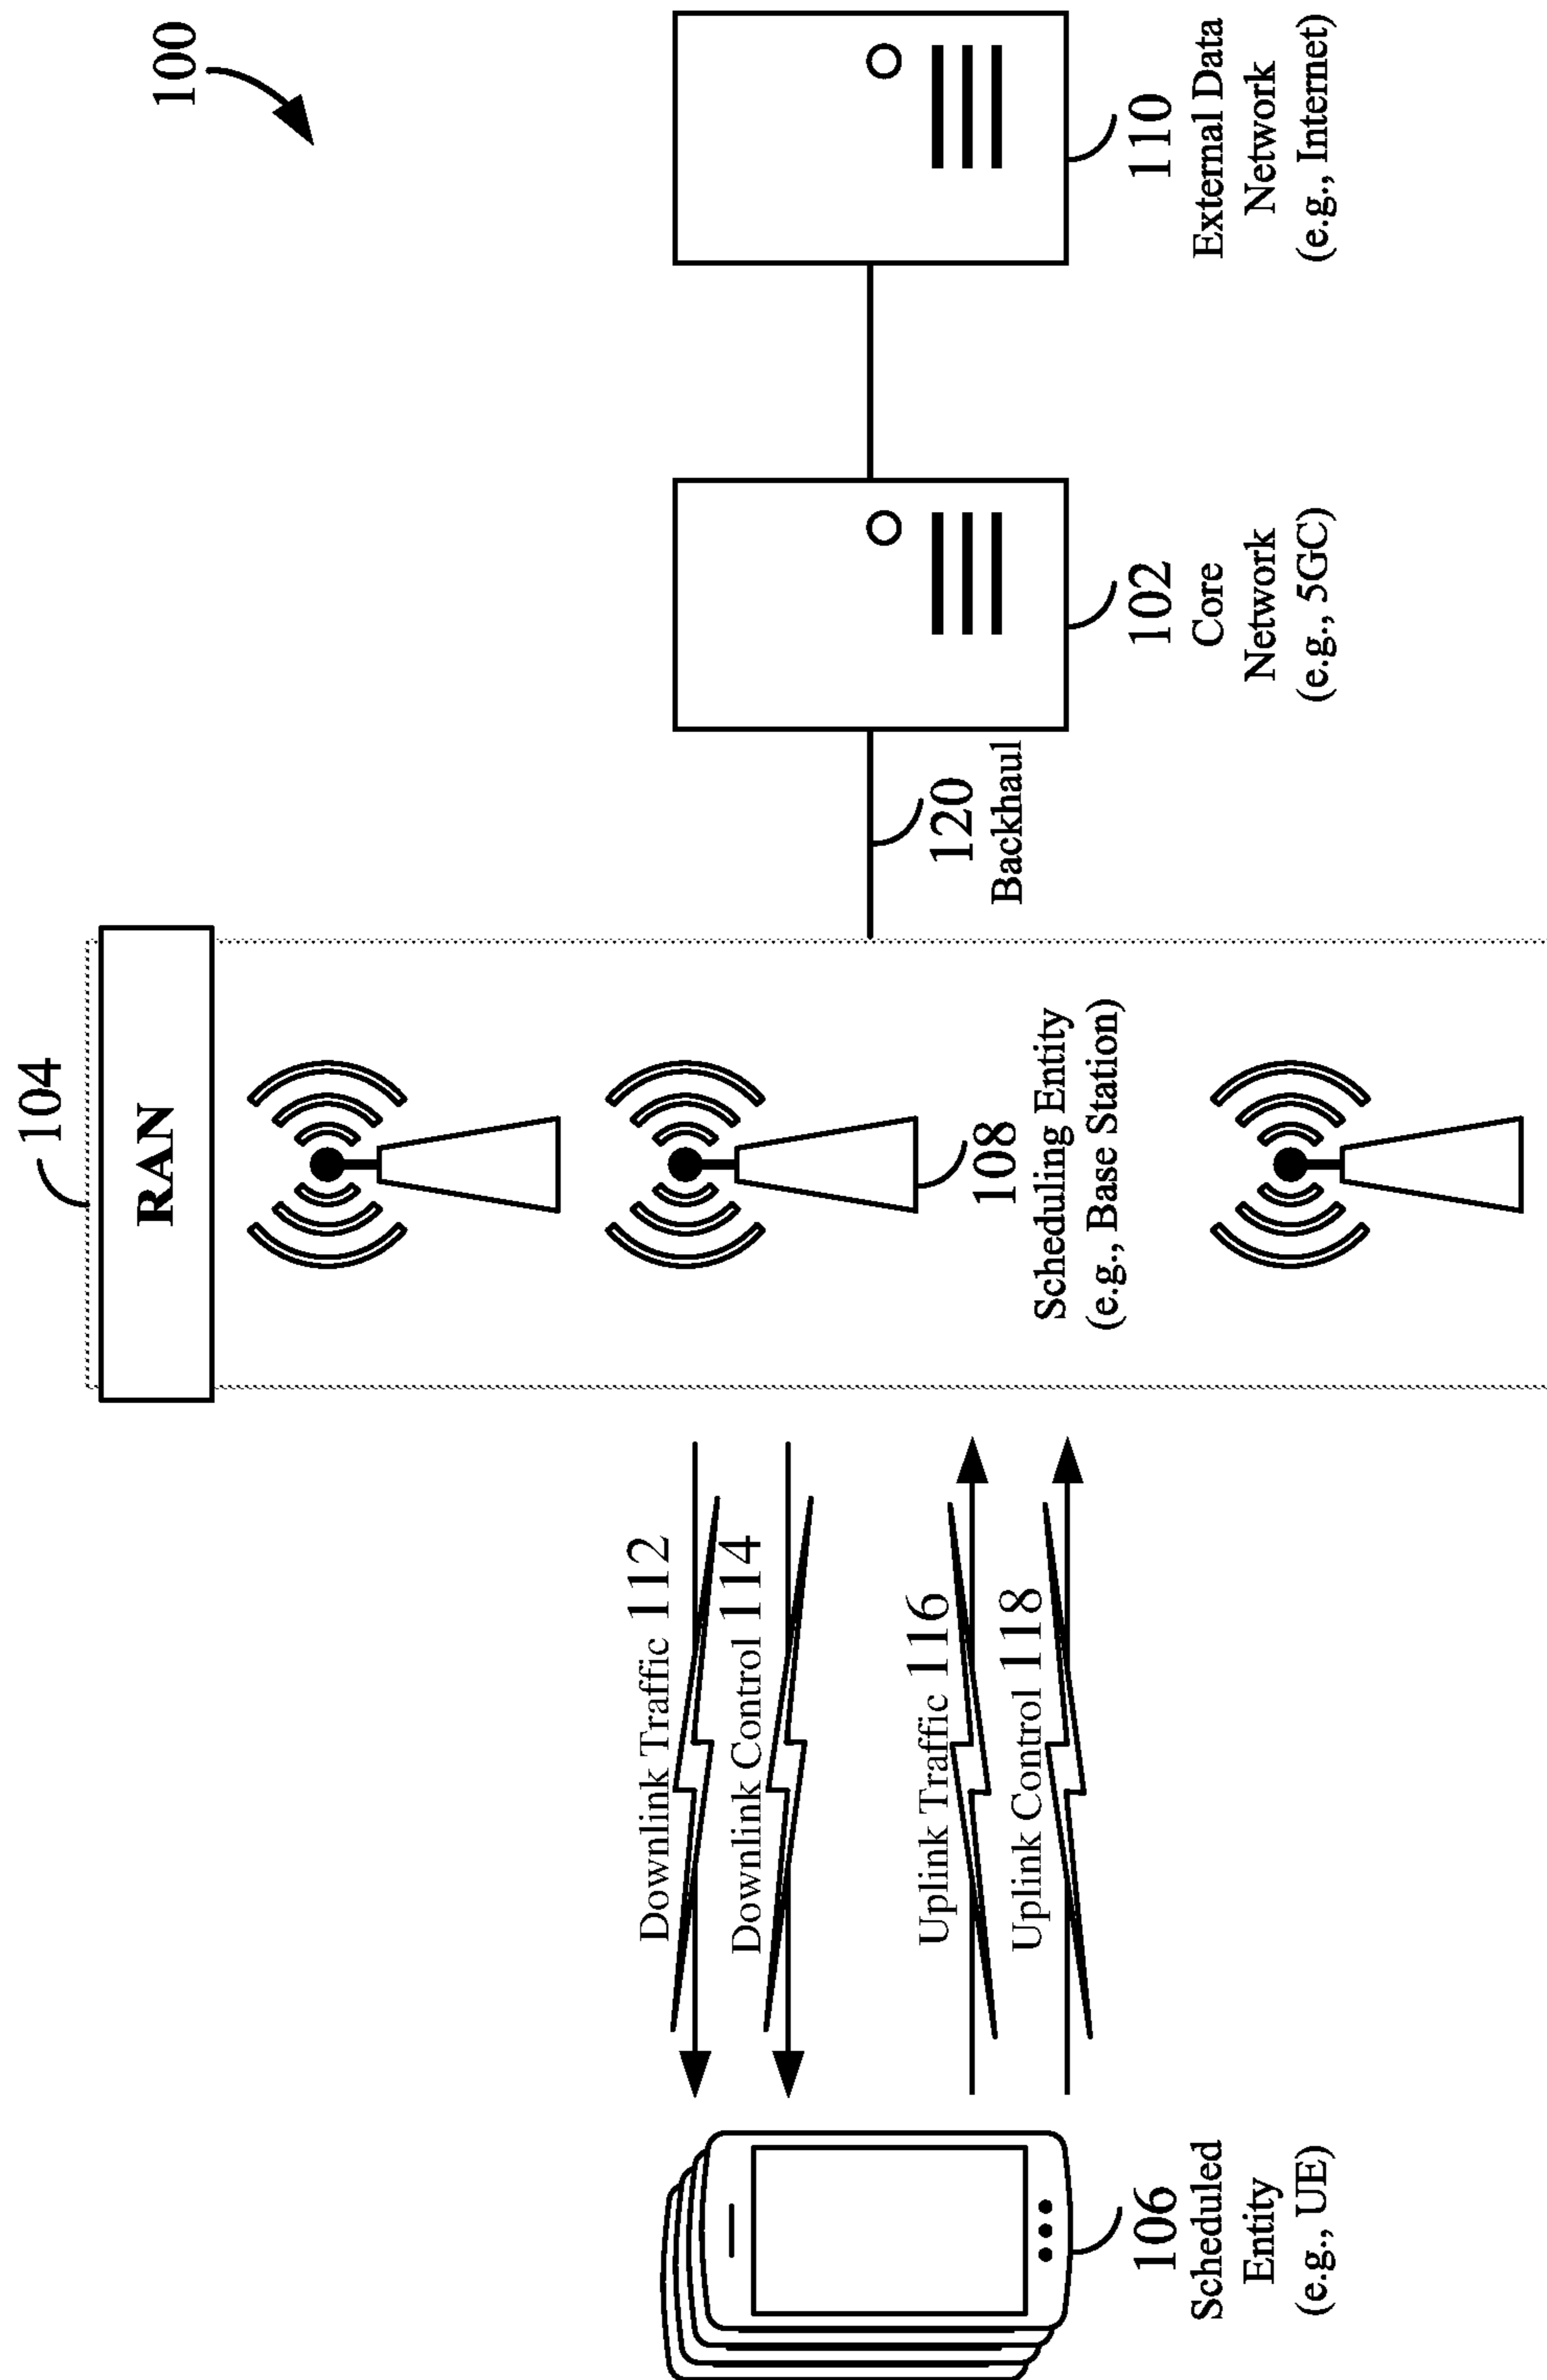 100
104
RAN
Downlink Traffic 112
Downlink Control 114
Uplink Traffic 116
Uplink Control 118
108
Scheduling Entity
(e.g., Base Station)
120
Backhaul
106
Scheduled
Entity
(e.g., UE)
102
Core
Network
(e.g., 5GC)
110
External Data
Network
(e.g., Internet)